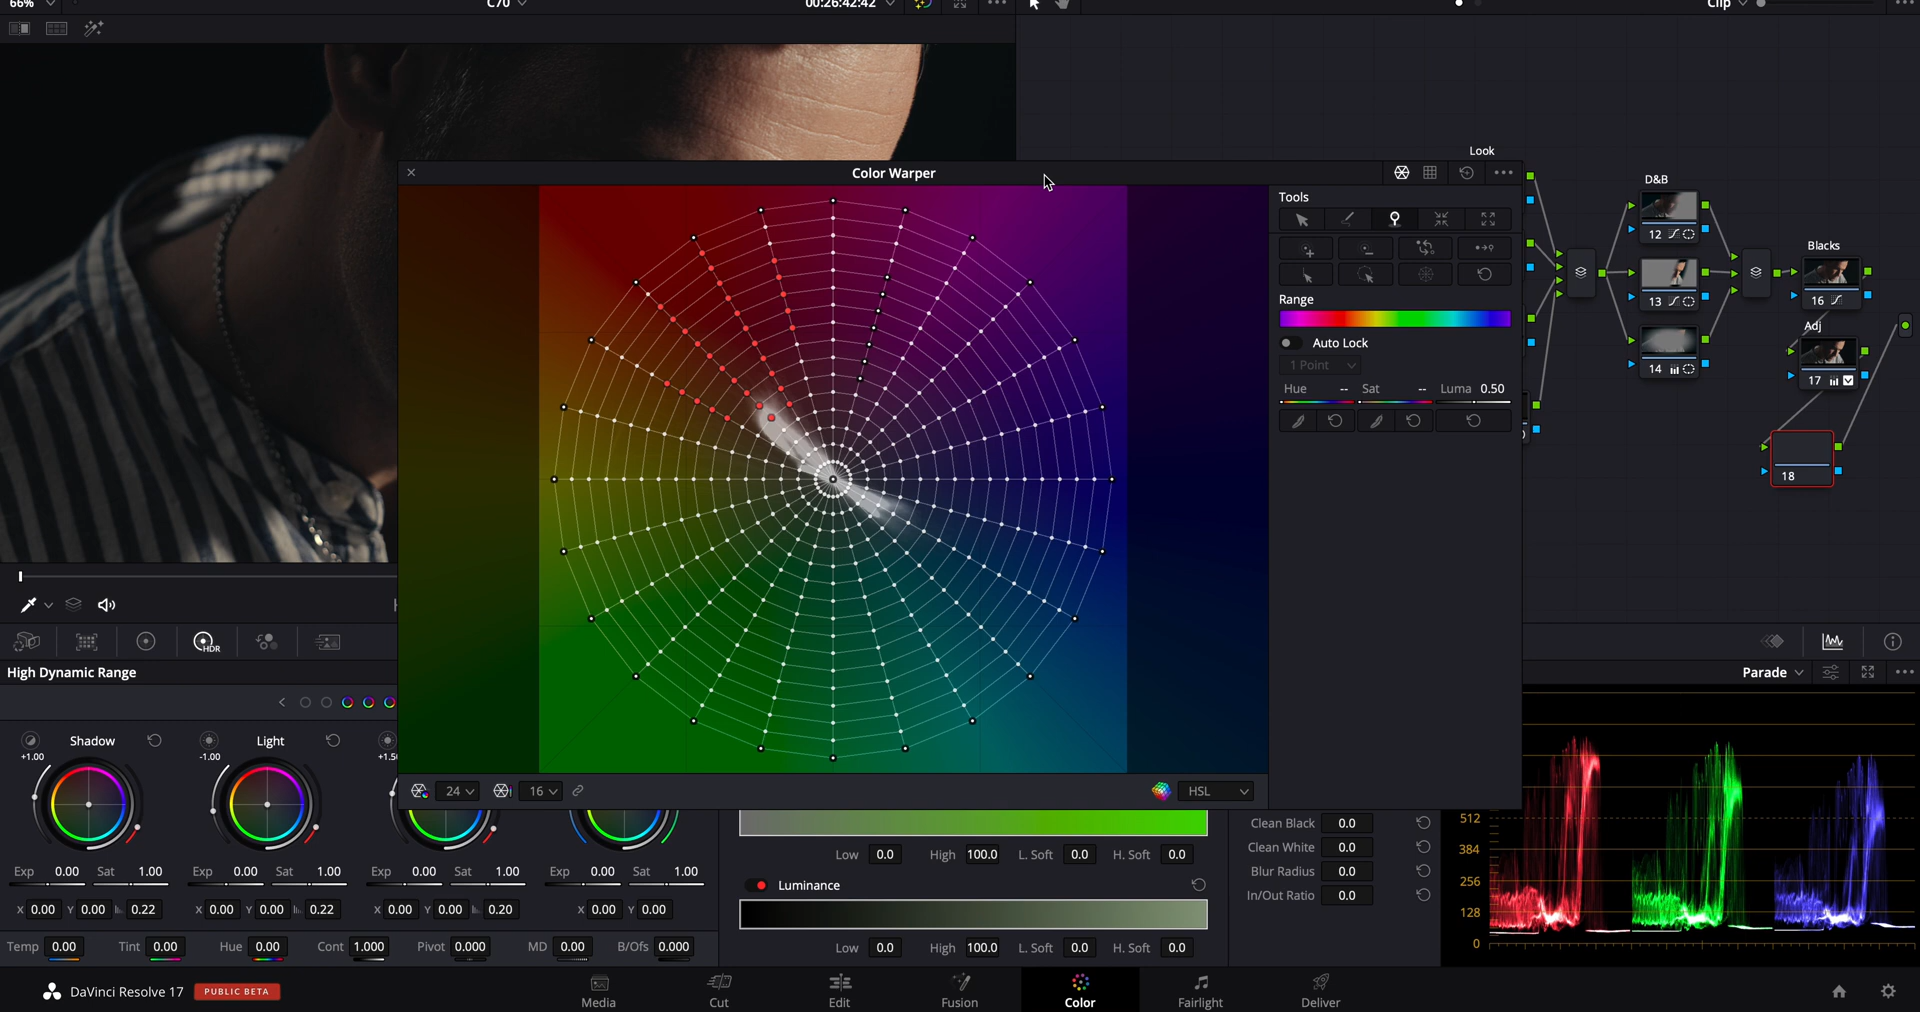 66%
C70
00:26:42:42
Clip
Look
Color Warper
D&B
Tools
12
Blacks
Range
13
16
Auto Lock
Adj
1 Point
14
17
Hue -- Sat -- Luma 0.50
18
HDR
High Dynamic Range
Parade
Shadow
Light
+1.00
-1.00
24
16
HSL
512
384
256
128
0
Clean Black 0.0
Clean White 0.0
Blur Radius 0.0
In/Out Ratio 0.0
Low 0.0 High 100.0 L. Soft 0.0 H. Soft 0.0
Exp 0.00 Sat 1.00
Exp 0.00 Sat 1.00
Exp 0.00 Sat 1.00
Exp 0.00 Sat 1.00
Luminance
X 0.00 Y 0.00 0.22
X 0.00 Y 0.00 0.22
X 0.00 Y 0.00 0.20
X 0.00 Y 0.00
Temp 0.00 Tint 0.00 Hue 0.00 Cont 1.000 Pivot 0.000 MD 0.00 B/Ofs 0.000
Low 0.0 High 100.0 L. Soft 0.0 H. Soft 0.0
DaVinci Resolve 17
PUBLIC BETA
Media
Cut
Edit
Fusion
Color
Fairlight
Deliver